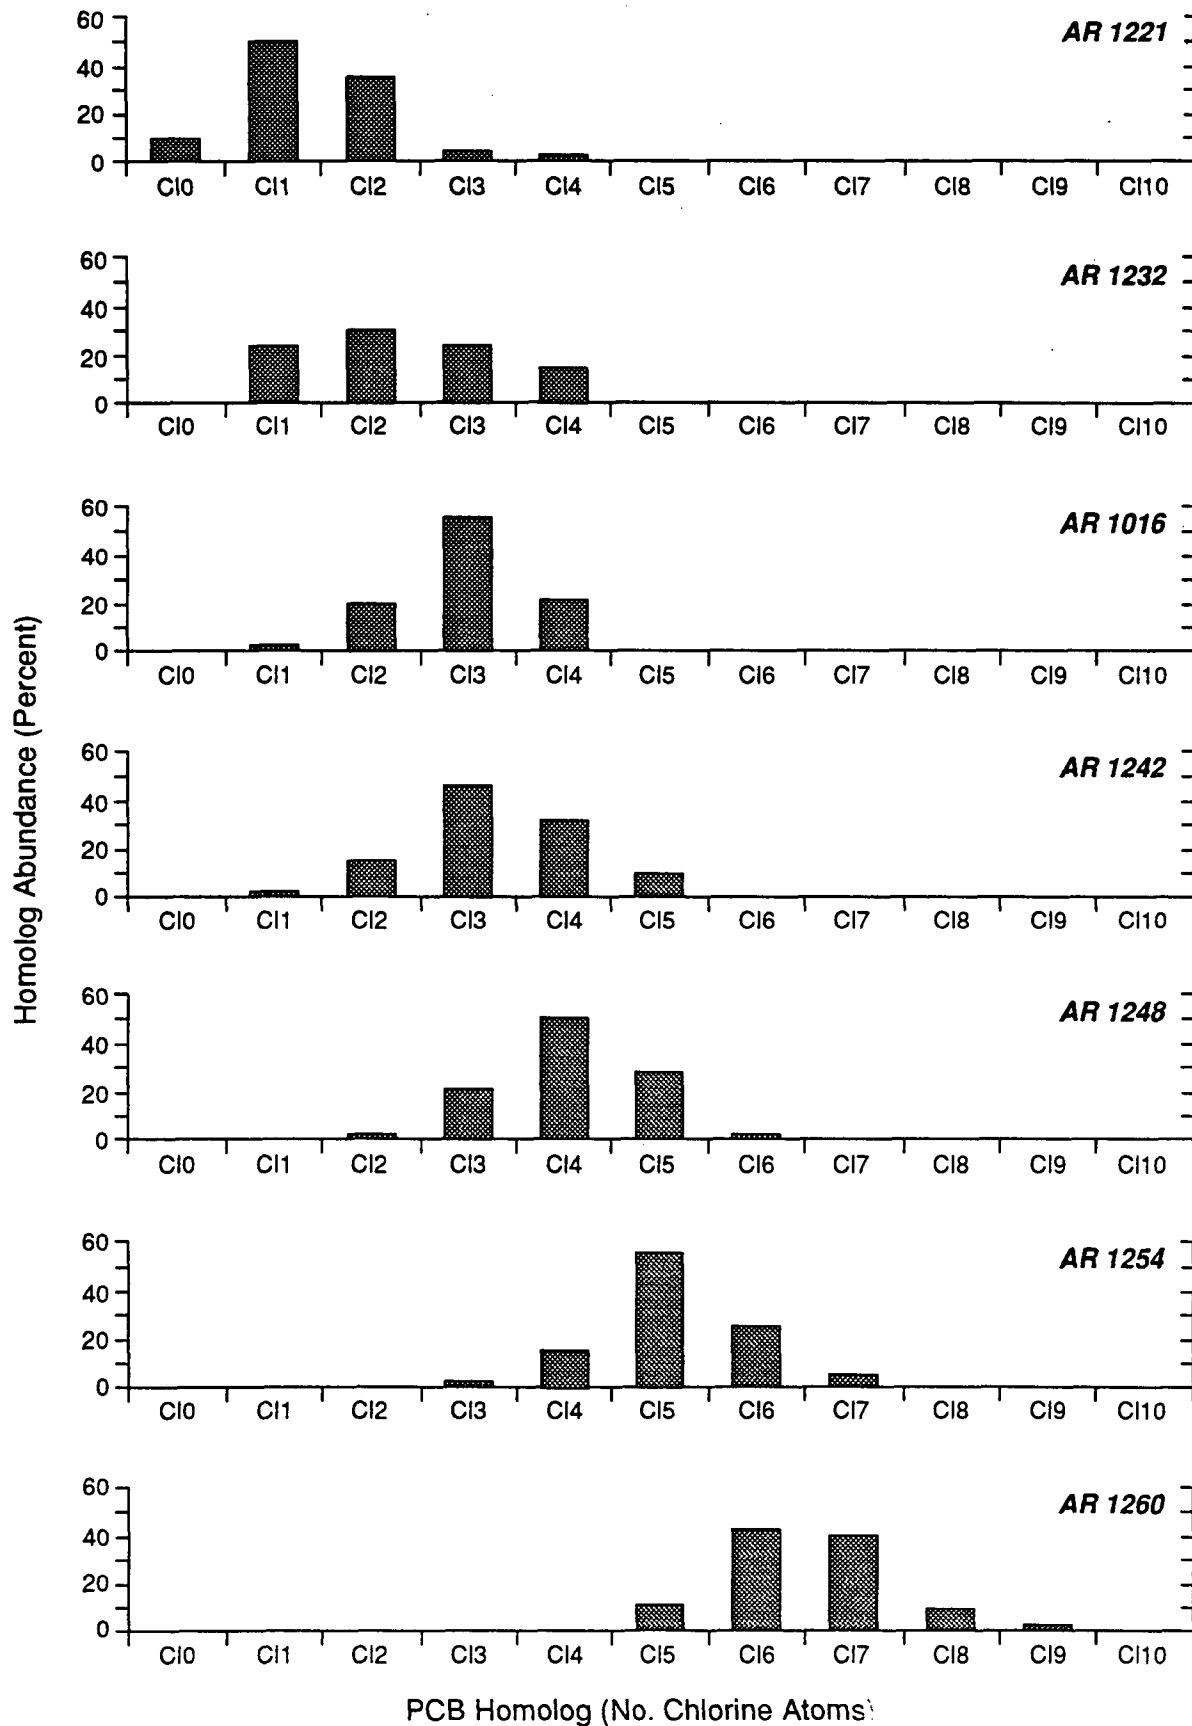 AR 1221
60
40
20
0
Cl0 Cl1 Cl2 Cl3 Cl4 Cl5 Cl6 Cl7 Cl8 Cl9 Cl10
AR 1232
60
40
20
0
Cl0 Cl1 Cl2 Cl3 Cl4 Cl5 Cl6 Cl7 Cl8 Cl9 Cl10
AR 1016
60
40
20
0
Cl0 Cl1 Cl2 Cl3 Cl4 Cl5 Cl6 Cl7 Cl8 Cl9 Cl10
Homolog Abundance (Percent)
AR 1242
60
40
20
0
Cl0 Cl1 Cl2 Cl3 Cl4 Cl5 Cl6 Cl7 Cl8 Cl9 Cl10
AR 1248
60
40
20
0
Cl0 Cl1 Cl2 Cl3 Cl4 Cl5 Cl6 Cl7 Cl8 Cl9 Cl10
AR 1254
60
40
20
0
Cl0 Cl1 Cl2 Cl3 Cl4 Cl5 Cl6 Cl7 Cl8 Cl9 Cl10
AR 1260
60
40
20
0
Cl0 Cl1 Cl2 Cl3 Cl4 Cl5 Cl6 Cl7 Cl8 Cl9 Cl10
PCB Homolog (No. Chlorine Atoms)